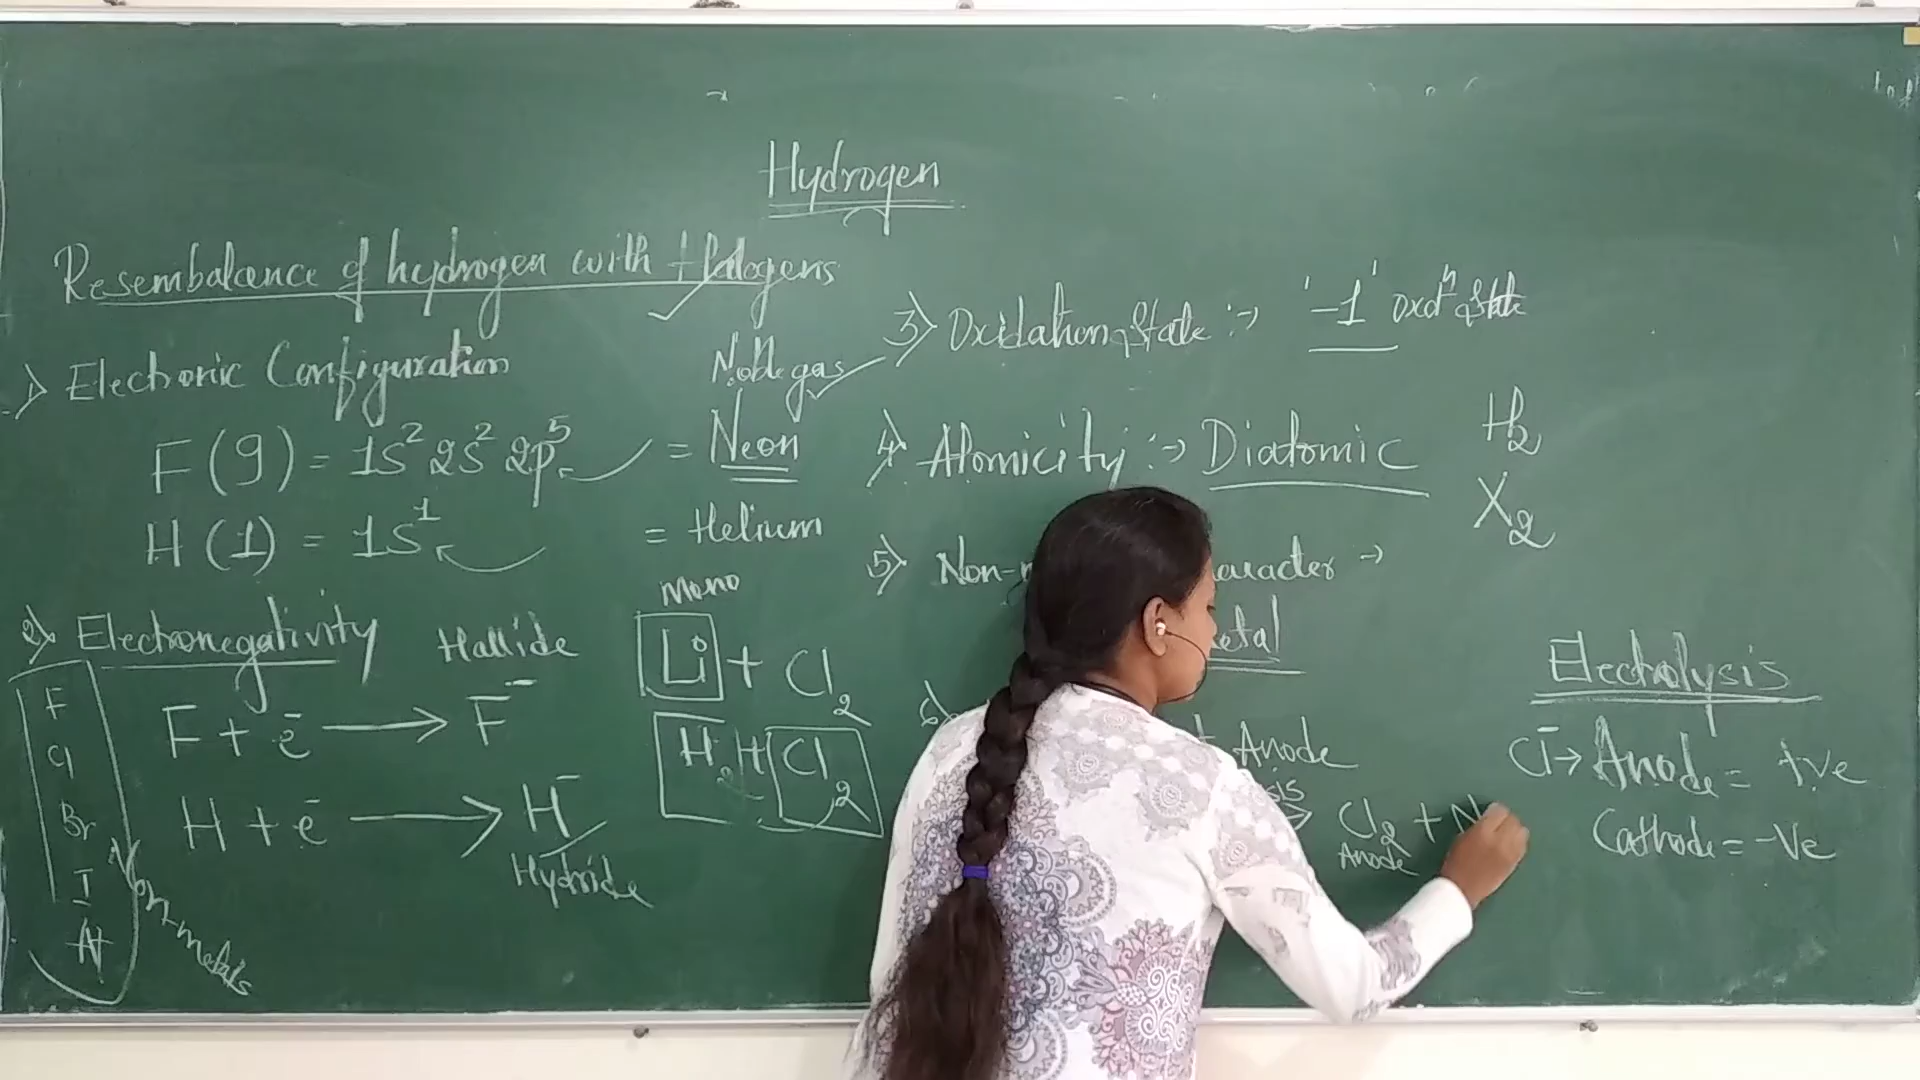 Hydrogen
Resembalance of hydrogen with Halogens
1) Electronic Configuration
Noble gas
F (9) = 1s² 2s² 2p⁵ = Neon
H (1) = 1s¹ = Helium
2) Electronegativity
Hallide
F + ē → F⁻
H + ē → H⁻
Hydride
F
Cl
Br
I
At
Non-metals
Mono
Li + Cl₂
H₂ + Cl₂
3) Oxidation State :→ '-1' oxdⁿ State
4) Atomicity :→ Diatomic
H₂
X₂
5) Non-
→
6)
Anode
→ Cl₂ + N
Anode
Electrolysis
Cl⁻ → Anode = +ve
Cathode = -Ve